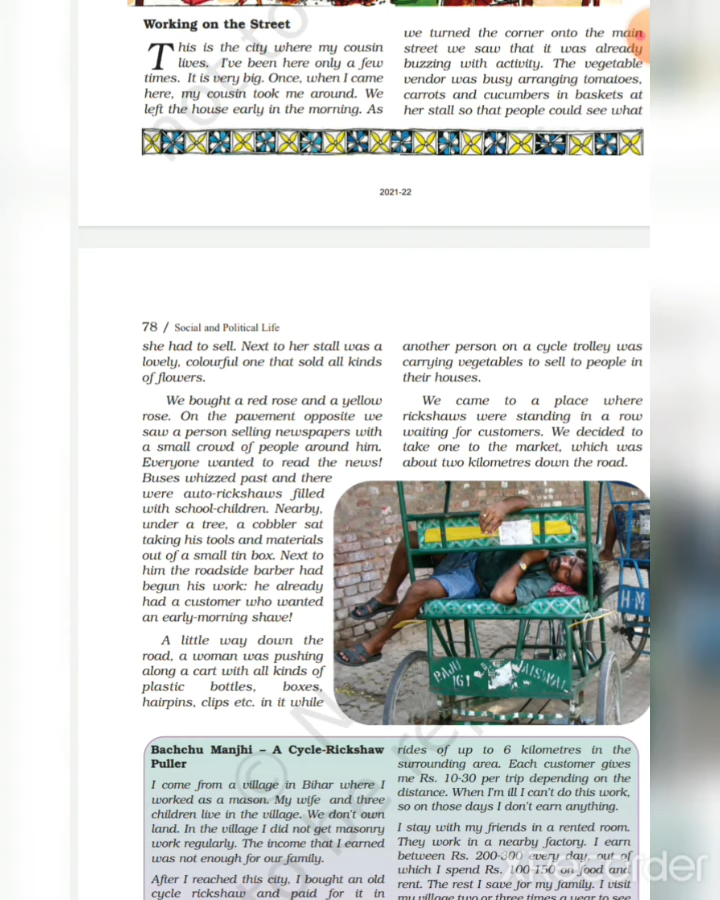 Working on the Street
This is the city where my cousin
lives. I've been here only a few
times. It is very big. Once, when I came
here, my cousin took me around. We
left the house early in the morning. As
we turned the corner onto the main
street we saw that it was already
buzzing with activity. The vegetable
vendor was busy arranging tomatoes,
carrots and cucumbers in baskets at
her stall so that people could see what
2021-22
78 / Social and Political Life
she had to sell. Next to her stall was a
lovely, colourful one that sold all kinds
of flowers.
We bought a red rose and a yellow
rose. On the pavement opposite we
saw a person selling newspapers with
a small crowd of people around him.
Everyone wanted to read the news!
Buses whizzed past and there
were auto-rickshaws filled
with school-children. Nearby,
under a tree, a cobbler sat
taking his tools and materials
out of a small tin box. Next to
him the roadside barber had
begun his work: he already
had a customer who wanted
an early-morning shave!
A little way down the
road, a woman was pushing
along a cart with all kinds of
plastic bottles, boxes,
hairpins, clips etc. in it while
another person on a cycle trolley was
carrying vegetables to sell to people in
their houses.
We came to a place where
rickshaws were standing in a row
waiting for customers. We decided to
take one to the market, which was
about two kilometres down the road.
H·M
RAJU JAISWAL
161
Bachchu Manjhi – A Cycle-Rickshaw
Puller
I come from a village in Bihar where I
worked as a mason. My wife and three
children live in the village. We don't own
land. In the village I did not get masonry
work regularly. The income that I earned
was not enough for our family.
After I reached this city, I bought an old
cycle rickshaw and paid for it in
rides of up to 6 kilometres in the
surrounding area. Each customer gives
me Rs. 10-30 per trip depending on the
distance. When I'm ill I can't do this work,
so on those days I don't earn anything.
I stay with my friends in a rented room.
They work in a nearby factory. I earn
between Rs. 200-300 every day, out of
which I spend Rs. 100-150 on food and
rent. The rest I save for my family. I visit
my village two or three times a year to see